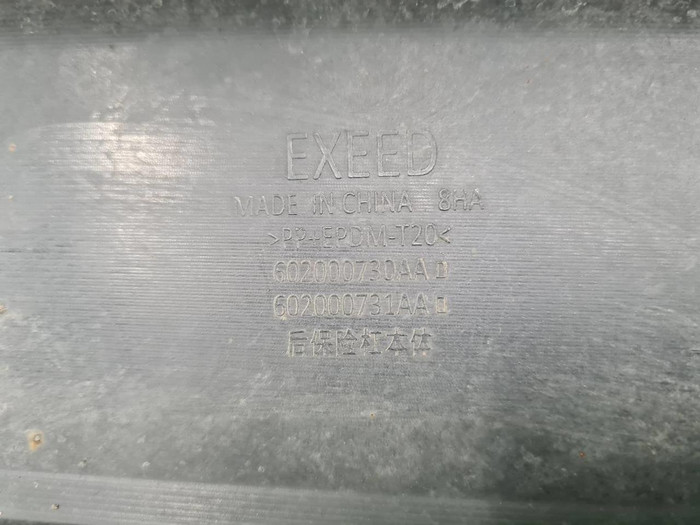 EXEED
MADE IN CHINA 8HA
>PP+EPDM-T20<
602000730AA
602000731AA
后保险杠本体